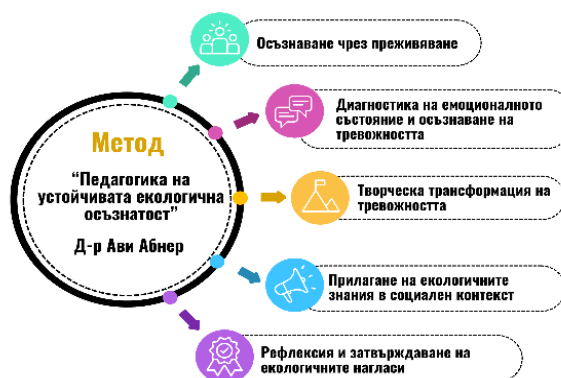 Метод
“Педагогика на
устойчивата екологична
осъзнатост”
Д-р Ави Абнер
Осъзнаване чрез преживяване
Диагностика на емоционалното
състояние и осъзнаване на
тревожността
Творческа трансформация на
тревожността
Прилагане на екологичните
знания в социален контекст
Рефлексия и затвърждаване на
екологичните нагласи